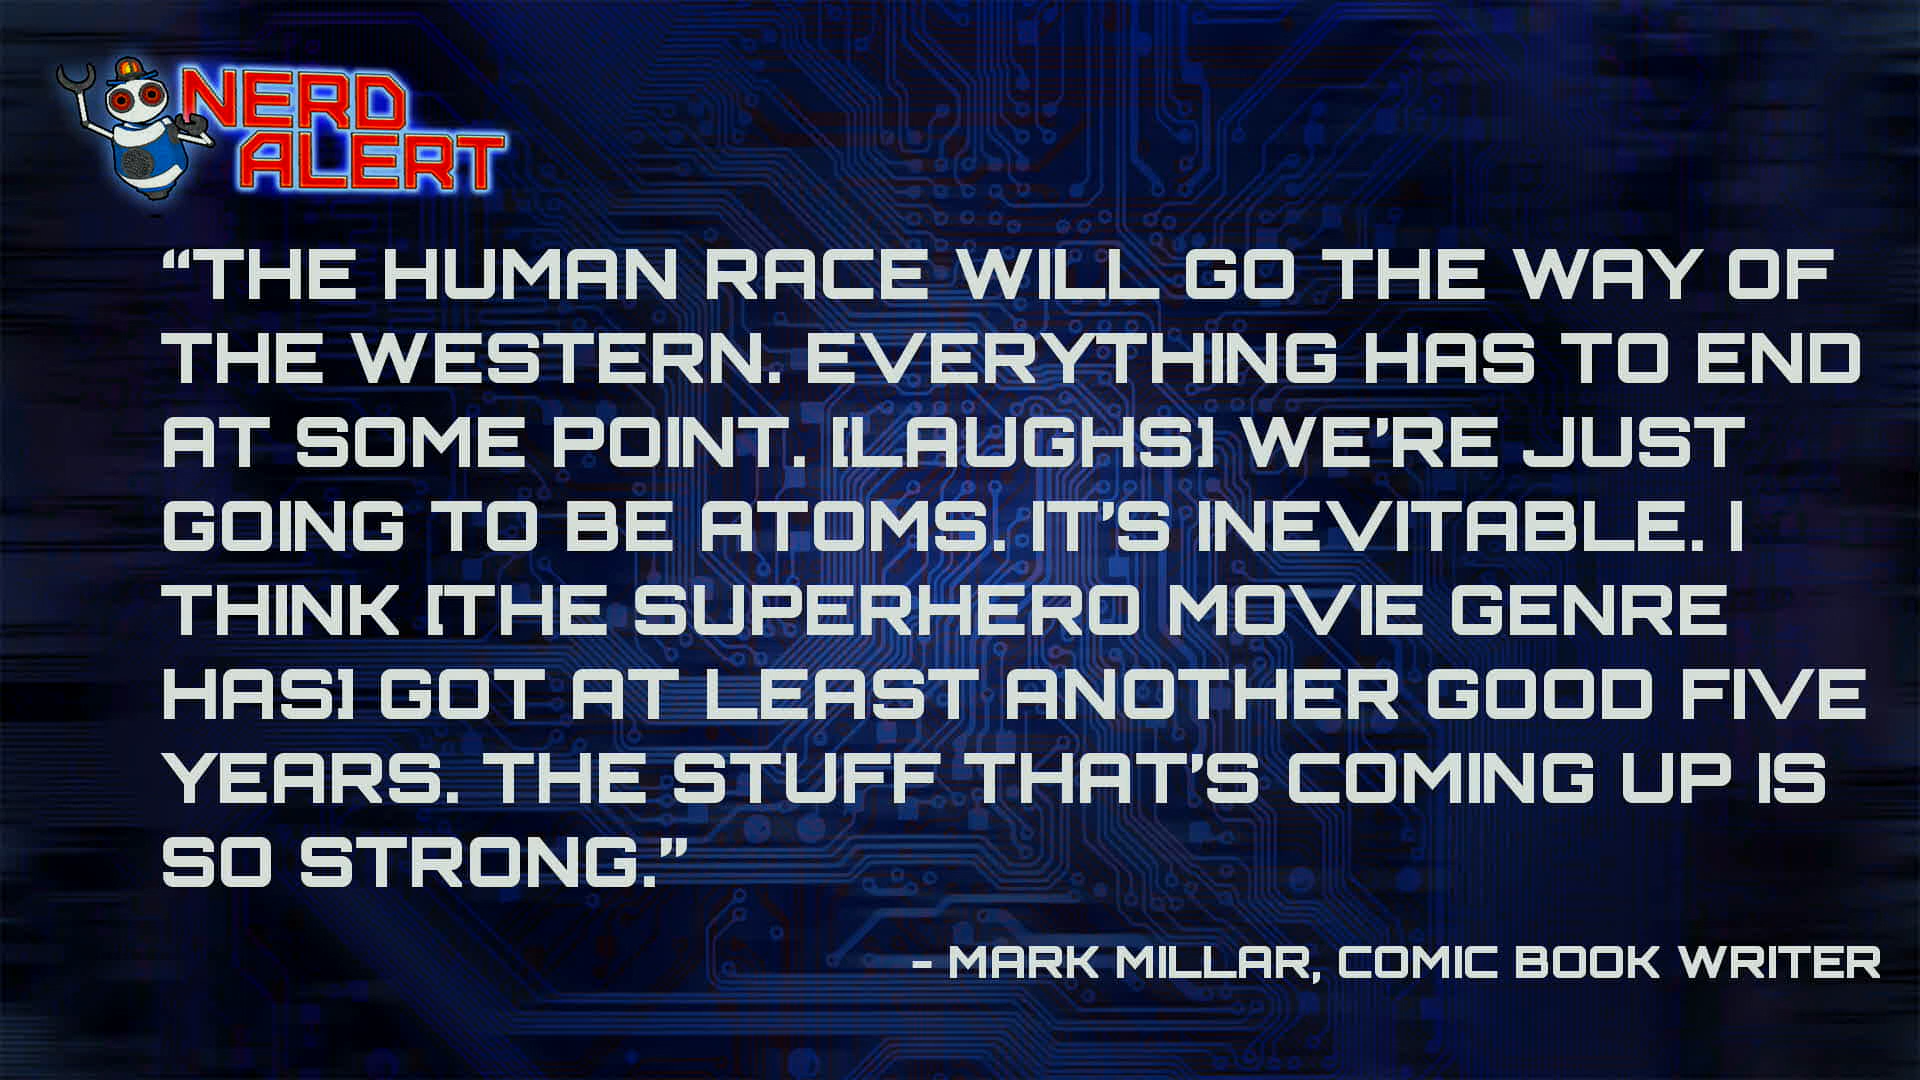 NERD
ALERT
“THE HUMAN RACE WILL GO THE WAY OF
THE WESTERN. EVERYTHING HAS TO END
AT SOME POINT. [LAUGHS] WE’RE JUST
GOING TO BE ATOMS. IT’S INEVITABLE. I
THINK [THE SUPERHERO MOVIE GENRE
HAS] GOT AT LEAST ANOTHER GOOD FIVE
YEARS. THE STUFF THAT’S COMING UP IS
SO STRONG.”
- MARK MILLAR, COMIC BOOK WRITER